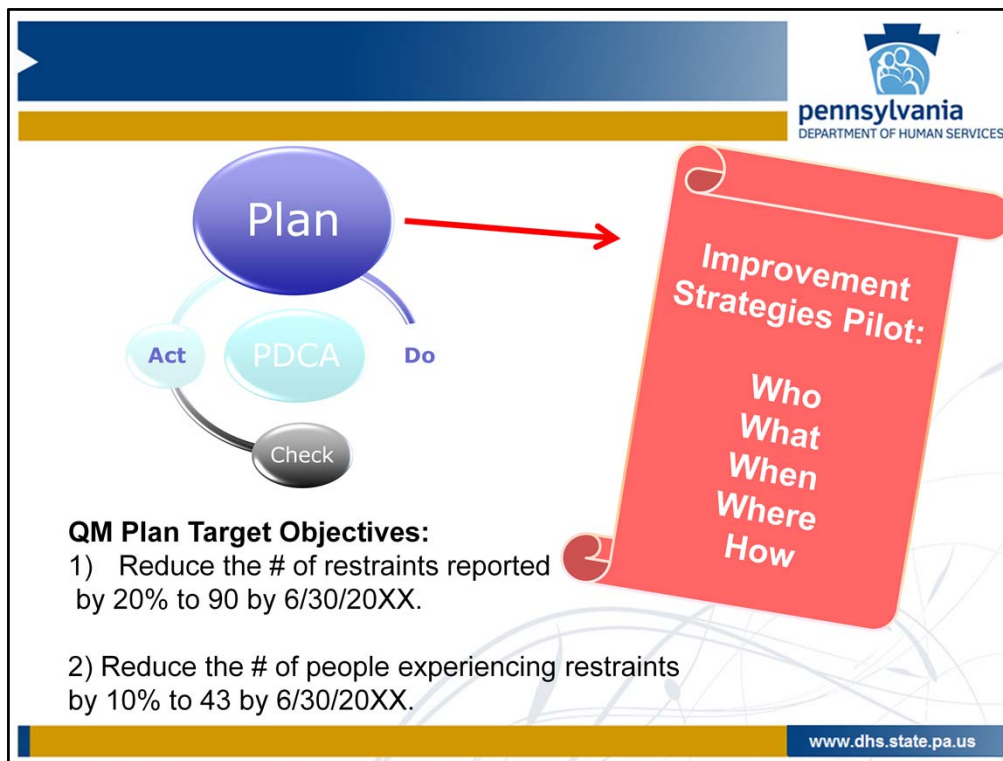 pennsylvania
DEPARTMENT OF HUMAN SERVICES
Plan
Act
PDCA
Do
Check
Improvement
Strategies Pilot:
Who
What
When
Where
How
QM Plan Target Objectives:
1) Reduce the # of restraints reported
by 20% to 90 by 6/30/20XX.
2) Reduce the # of people experiencing restraints
by 10% to 43 by 6/30/20XX.
www.dhs.state.pa.us